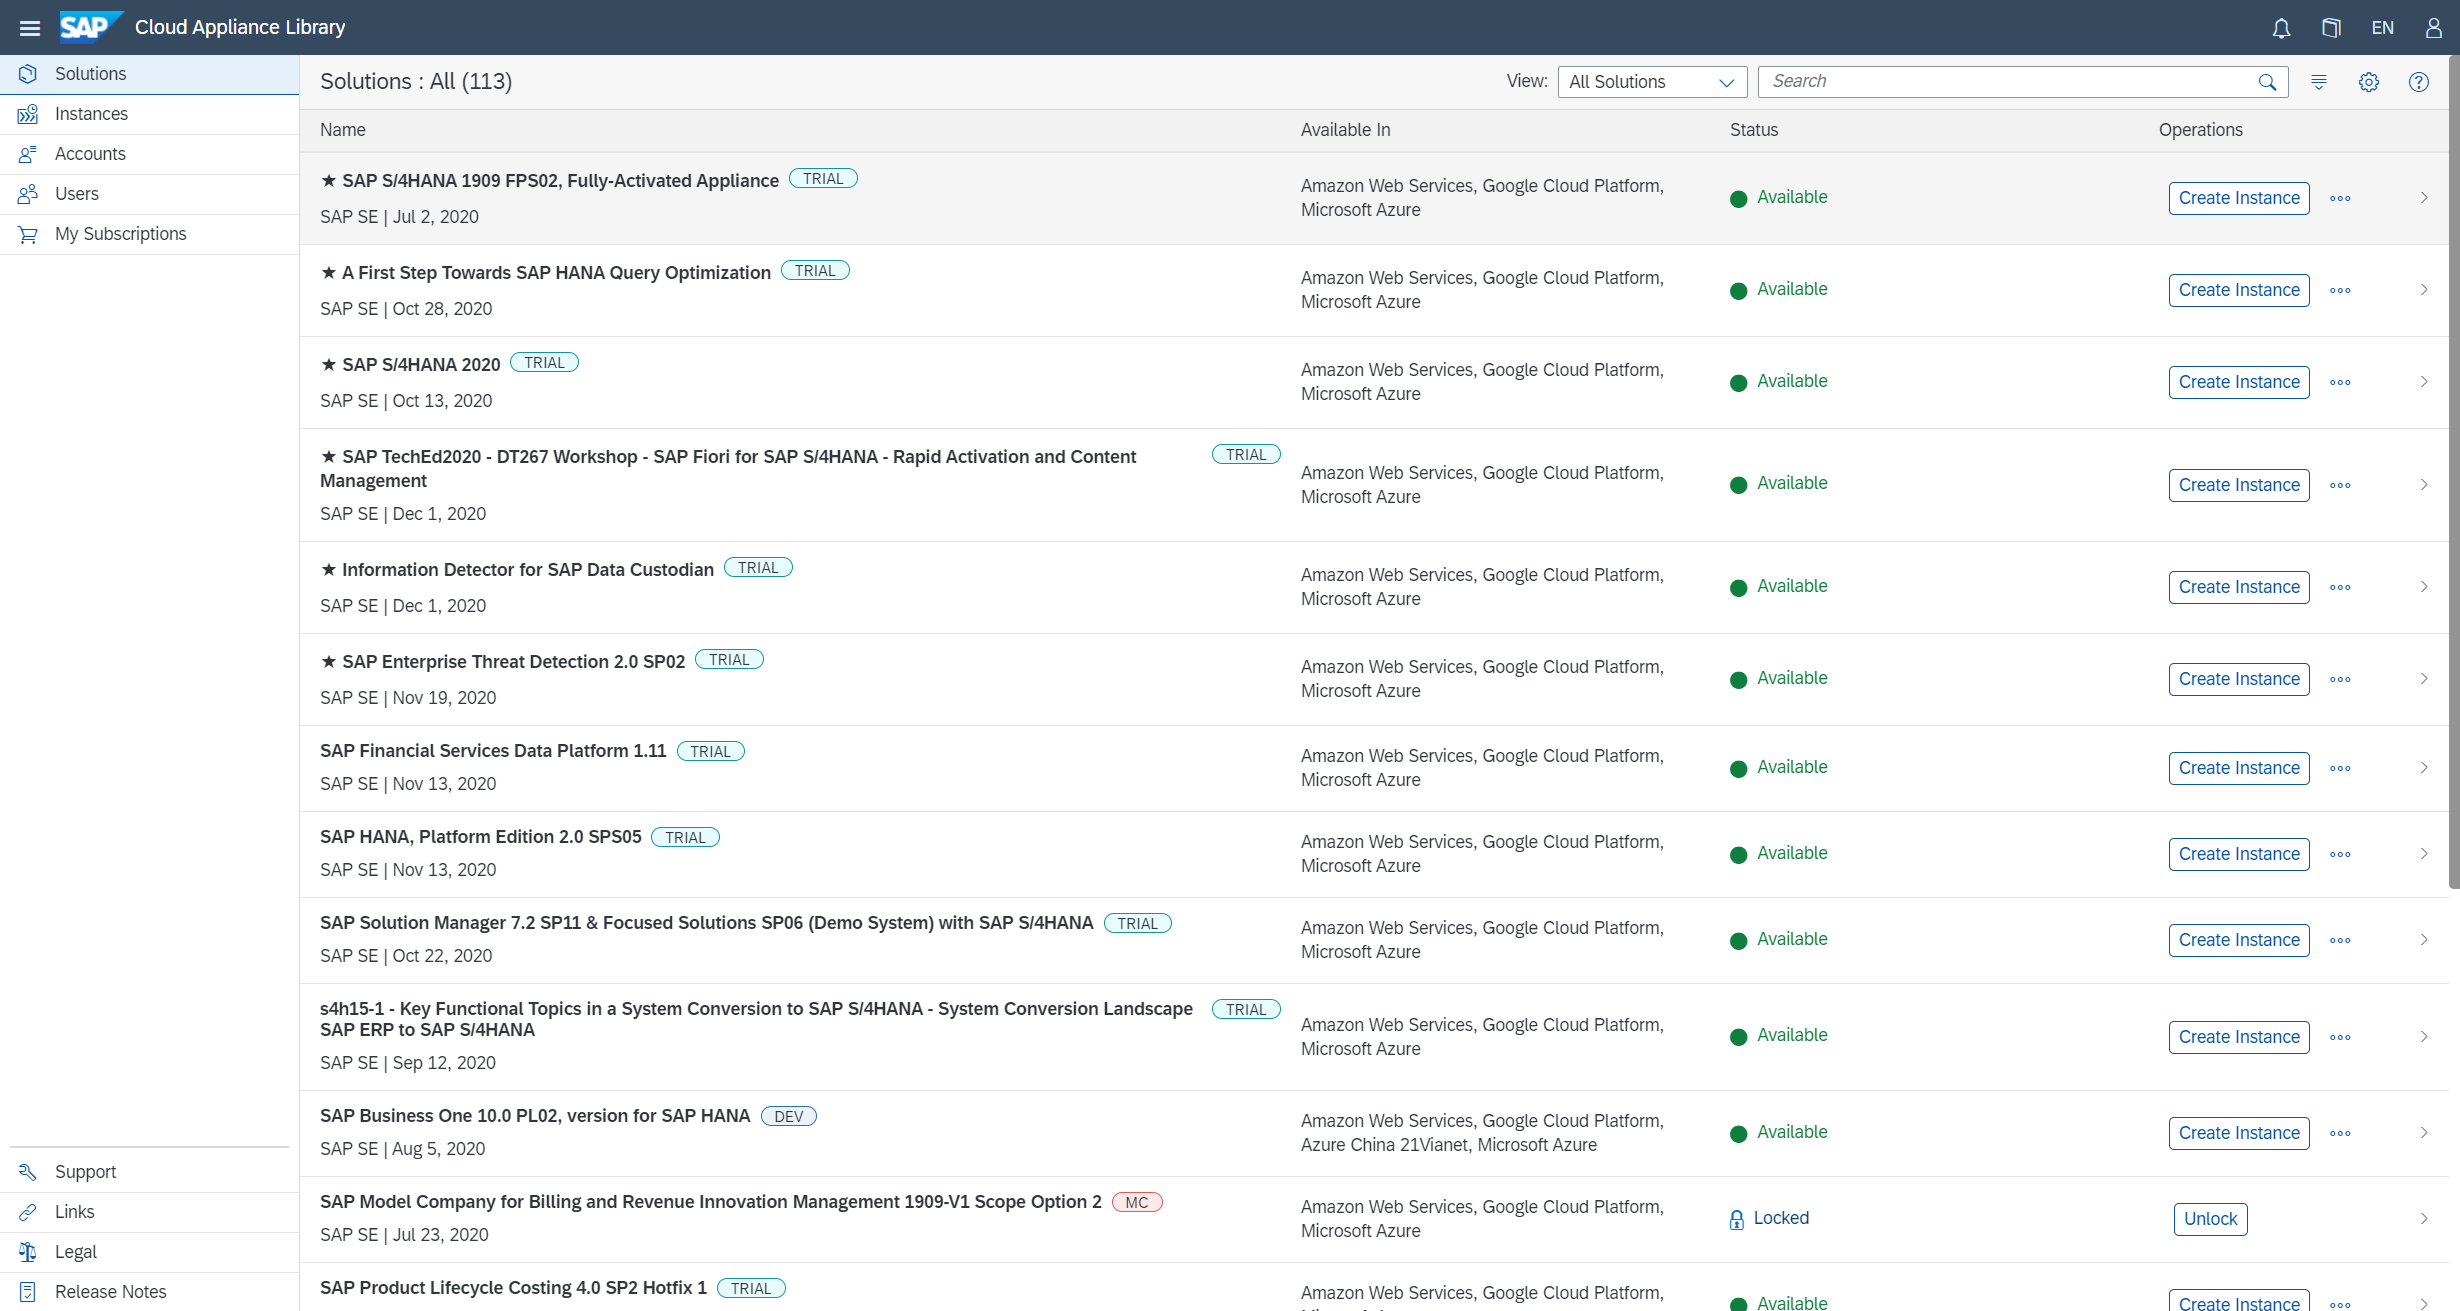 SAP Cloud Appliance Library
EN
Solutions
Instances
Accounts
Users
My Subscriptions
Support
Links
Legal
Release Notes
Solutions : All (113)
View: All Solutions
Search
Name Available In Status Operations
★ SAP S/4HANA 1909 FPS02, Fully-Activated Appliance TRIAL
SAP SE | Jul 2, 2020
Amazon Web Services, Google Cloud Platform,
Microsoft Azure
Available
Create Instance
★ A First Step Towards SAP HANA Query Optimization TRIAL
SAP SE | Oct 28, 2020
Amazon Web Services, Google Cloud Platform,
Microsoft Azure
Available
Create Instance
★ SAP S/4HANA 2020 TRIAL
SAP SE | Oct 13, 2020
Amazon Web Services, Google Cloud Platform,
Microsoft Azure
Available
Create Instance
★ SAP TechEd2020 - DT267 Workshop - SAP Fiori for SAP S/4HANA - Rapid Activation and Content TRIAL
Management
SAP SE | Dec 1, 2020
Amazon Web Services, Google Cloud Platform,
Microsoft Azure
Available
Create Instance
★ Information Detector for SAP Data Custodian TRIAL
SAP SE | Dec 1, 2020
Amazon Web Services, Google Cloud Platform,
Microsoft Azure
Available
Create Instance
★ SAP Enterprise Threat Detection 2.0 SP02 TRIAL
SAP SE | Nov 19, 2020
Amazon Web Services, Google Cloud Platform,
Microsoft Azure
Available
Create Instance
SAP Financial Services Data Platform 1.11 TRIAL
SAP SE | Nov 13, 2020
Amazon Web Services, Google Cloud Platform,
Microsoft Azure
Available
Create Instance
SAP HANA, Platform Edition 2.0 SPS05 TRIAL
SAP SE | Nov 13, 2020
Amazon Web Services, Google Cloud Platform,
Microsoft Azure
Available
Create Instance
SAP Solution Manager 7.2 SP11 & Focused Solutions SP06 (Demo System) with SAP S/4HANA TRIAL
SAP SE | Oct 22, 2020
Amazon Web Services, Google Cloud Platform,
Microsoft Azure
Available
Create Instance
s4h15-1 - Key Functional Topics in a System Conversion to SAP S/4HANA - System Conversion Landscape TRIAL
SAP ERP to SAP S/4HANA
SAP SE | Sep 12, 2020
Amazon Web Services, Google Cloud Platform,
Microsoft Azure
Available
Create Instance
SAP Business One 10.0 PL02, version for SAP HANA DEV
SAP SE | Aug 5, 2020
Amazon Web Services, Google Cloud Platform,
Azure China 21Vianet, Microsoft Azure
Available
Create Instance
SAP Model Company for Billing and Revenue Innovation Management 1909-V1 Scope Option 2 MC
SAP SE | Jul 23, 2020
Amazon Web Services, Google Cloud Platform,
Microsoft Azure
Locked
Unlock
SAP Product Lifecycle Costing 4.0 SP2 Hotfix 1 TRIAL
Amazon Web Services, Google Cloud Platform,
Available
Create Instance